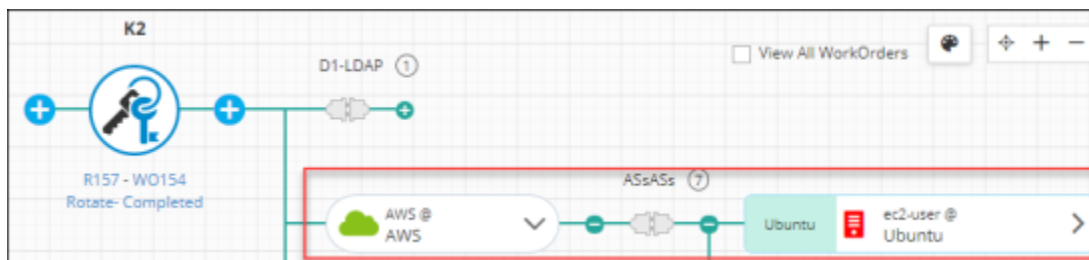 K2
View All WorkOrders
D1-LDAP 1
R157 - WO154
Rotate- Completed
ASsASs 7
AWS @
AWS
Ubuntu
ec2-user @
Ubuntu